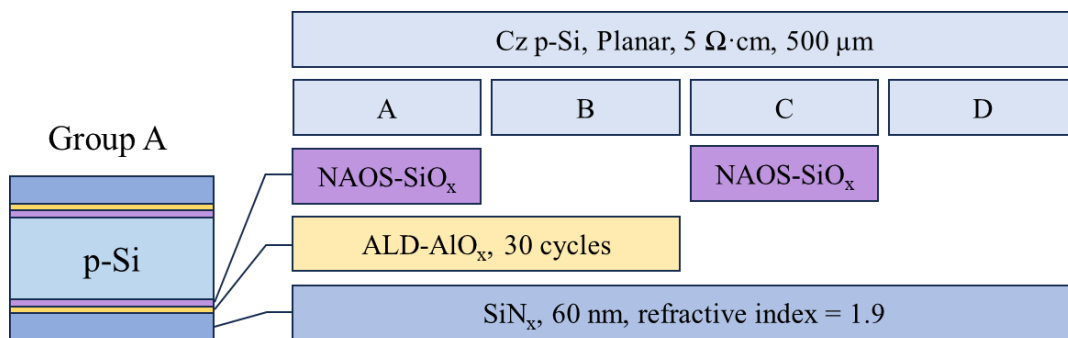 Cz p-Si, Planar, 5 Ω·cm, 500 μm
A B C D
Group A
NAOS-SiOₓ NAOS-SiOₓ
p-Si
ALD-AlOₓ, 30 cycles
SiNₓ, 60 nm, refractive index = 1.9